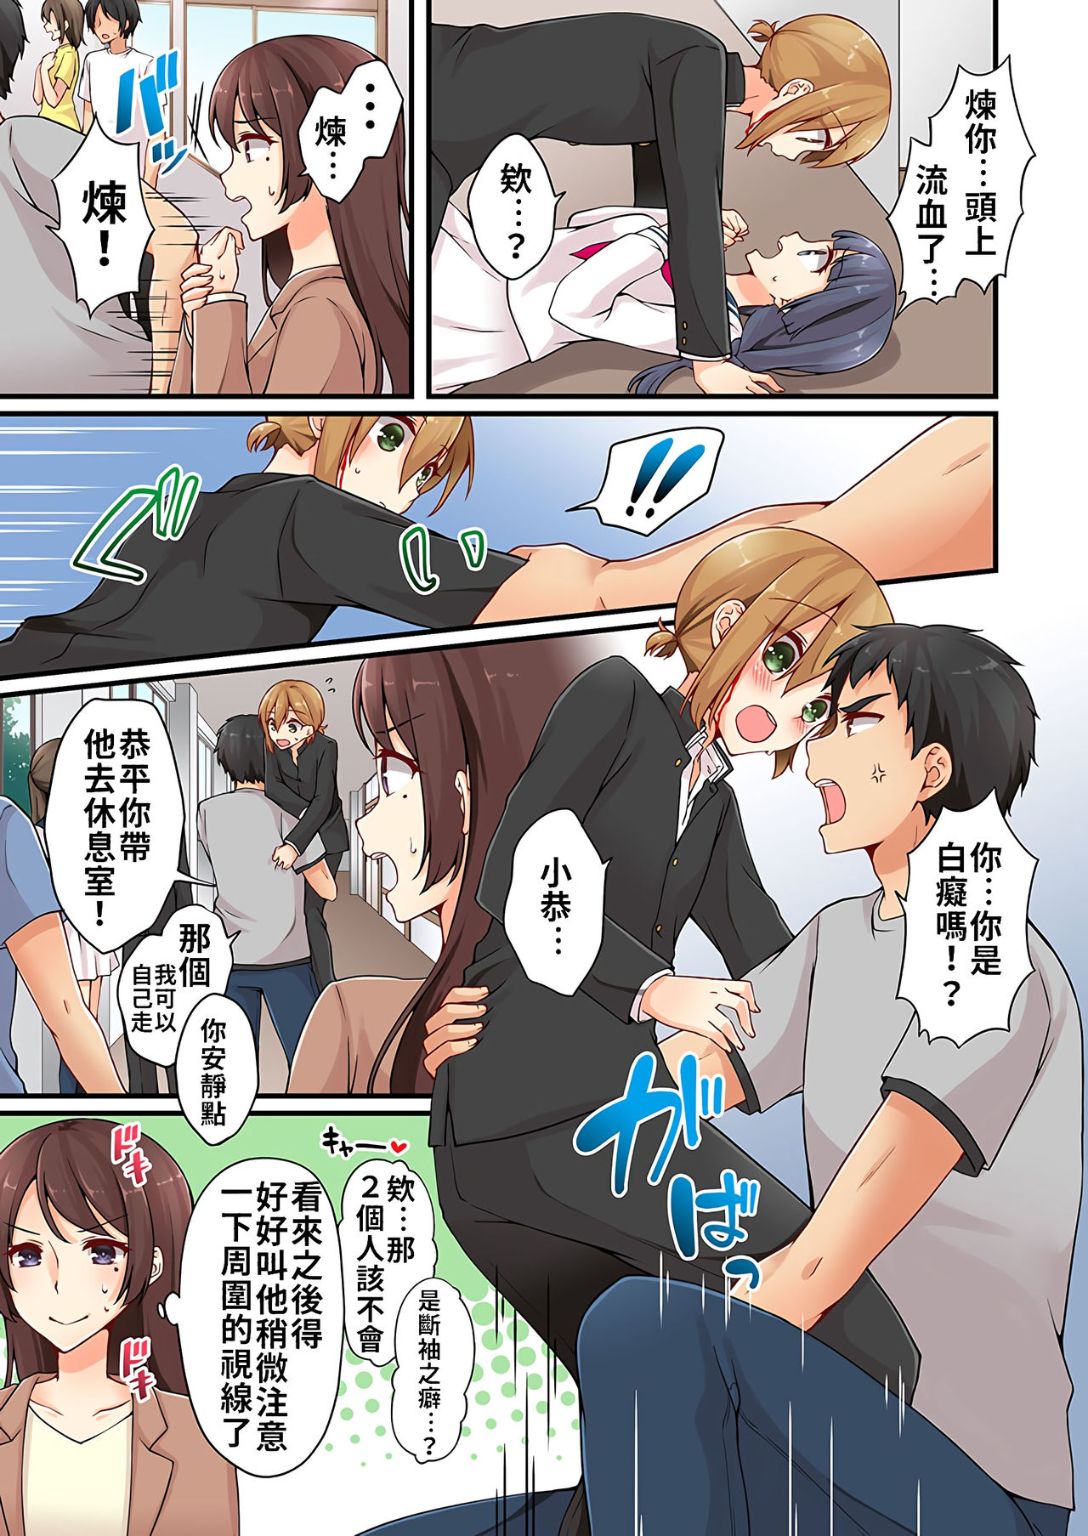 煉你…頭上
流血了…
欸…？
…
煉…
バッ
煉！
!!
ぐい
你…你是
白癡嗎！？
小恭…
がばっ
恭平你帶
他去休息室！
那個
我可以
自己走
你安靜點
キャー♥
欸…那
２個人該不會
是斷袖之癖…？
看來之後得
好好叫他稍微注意
一下周圍的視線了
ドキ
ドキ